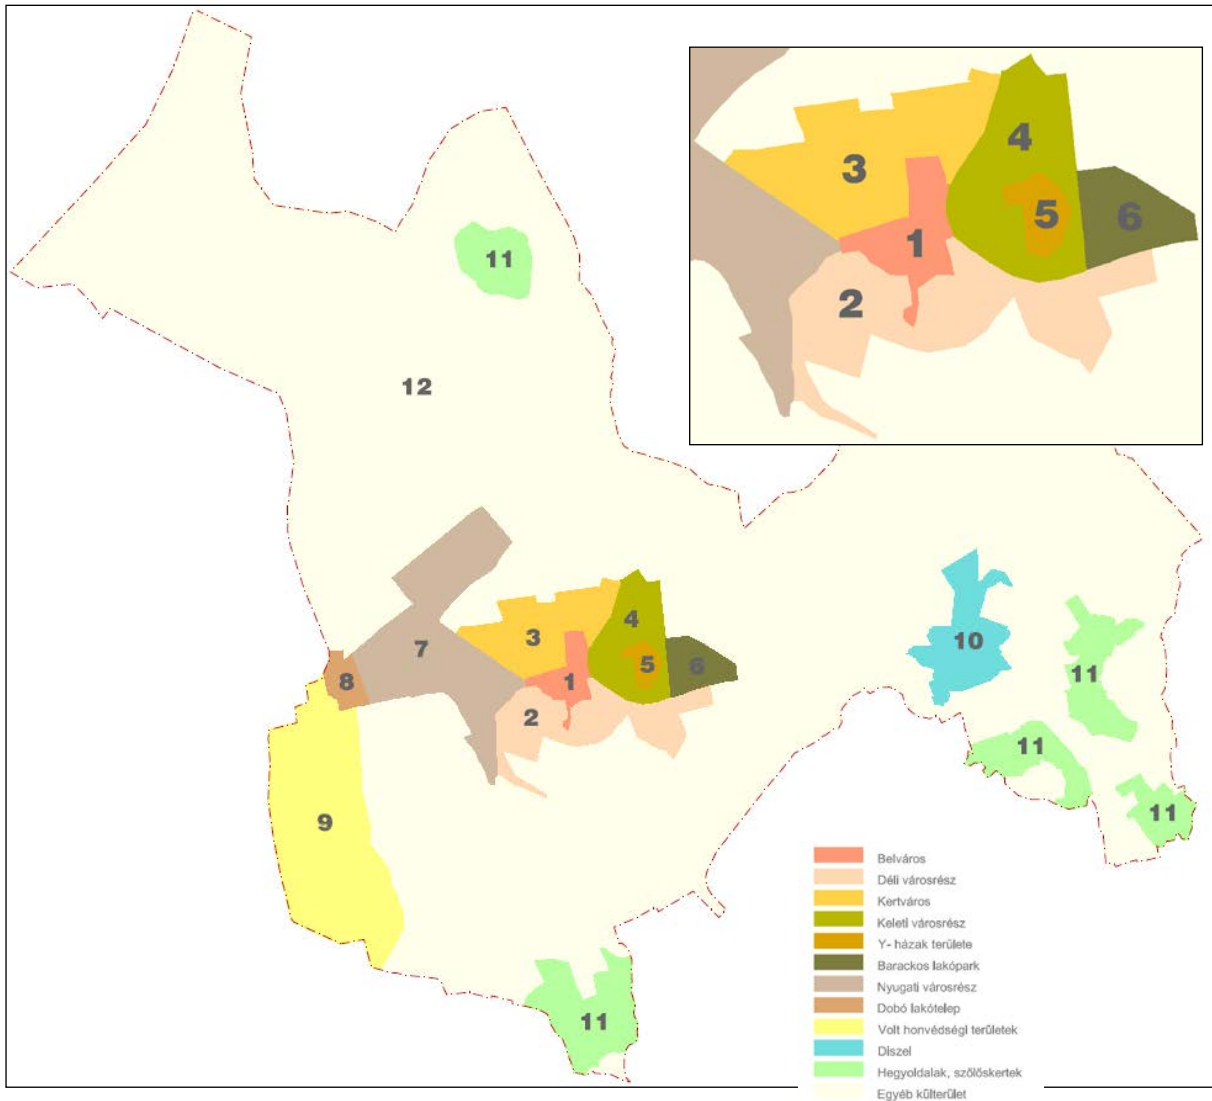 4
3
5
6
1
2
11
12
4
3
10
7
5
6
11
8
1
2
11
11
9
11
Belváros
Déli városrész
Kertváros
Keleti városrész
Y- házak területe
Barackos lakópark
Nyugati városrész
Dobó lakótelep
Volt honvédségi területek
Diszel
Hegyoldalak, szőlőskertek
Egyéb külterület